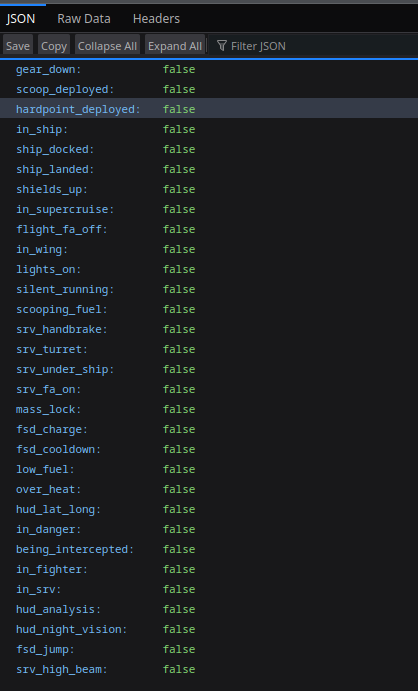 JSON Raw Data Headers
Save Copy Collapse All Expand All Filter JSON
gear_down: false
scoop_deployed: false
hardpoint_deployed: false
in_ship: false
ship_docked: false
ship_landed: false
shields_up: false
in_supercruise: false
flight_fa_off: false
in_wing: false
lights_on: false
silent_running: false
scooping_fuel: false
srv_handbrake: false
srv_turret: false
srv_under_ship: false
srv_fa_on: false
mass_lock: false
fsd_charge: false
fsd_cooldown: false
low_fuel: false
over_heat: false
hud_lat_long: false
in_danger: false
being_intercepted: false
in_fighter: false
in_srv: false
hud_analysis: false
hud_night_vision: false
fsd_jump: false
srv_high_beam: false